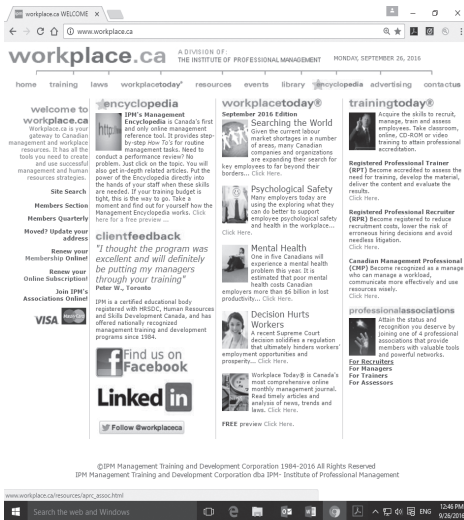 workplace.ca WELCOME
www.workplace.ca
workplace.ca
A DIVISION OF:
THE INSTITUTE OF PROFESSIONAL MANAGEMENT
MONDAY, SEPTEMBER 26, 2016
home training laws workplacetoday® resources events library encyclopedia advertising contactus
welcome to
workplace.ca
Workplace.ca is your
gateway to Canadian
management and workplace
resources. It has all the
tools you need to create
and use successful
management and human
resources strategies.
Site Search
Members Section
Members Quarterly
Moved? Update your
address
Renew your
Membership Online!
Renew your
Online Subscription!
Join IPM's
Associations Online!
VISA
encyclopedia
IPM's Management
Encyclopedia is Canada's first
and only online management
reference tool. It provides step-
by-step How To's for routine
management tasks. Need to
conduct a performance review? No
problem. Just click on the topic. You will
also get in-depth related articles. Put the
power of the Encyclopedia directly into
the hands of your staff when these skills
are needed. If your training budget is
tight, this is the way to go. Take a
moment and find out yourself how the
Management Encyclopedia works. Click
here for a free preview ...
clientfeedback
"I thought the program was
excellent and will definitely
be putting my managers
through your training"
Peter W., Toronto
IPM is a certified educational body
registered with HRSDC, Human Resources
and Skills Development Canada, and has
offered nationally recognized
management training and development
programs since 1984.
Find us on
Facebook
Linked in
Follow @workplaceca
workplacetoday®
September 2016 Edition
Searching the World
Given the current labour
market shortages in a number
of areas, many Canadian
companies and organizations
are expanding their search for
key employees to far beyond their
borders... Click Here.
Psychological Safety
Many employers today are
using the exploring what they
can do to better support
employee psychological safety
and health in the workplace...
Click Here.
Mental Health
One in five Canadians will
experience a mental health
problem this year. It is
estimated that poor mental
health costs Canadian
employers more than $6 billion in lost
productivity... Click Here.
Decision Hurts
Workers
A recent Supreme Court
decision solidifies a regulation
that ultimately hinders workers'
employment opportunities and
prosperity... Click Here.
Workplace Today® is Canada's
most comprehensive online
monthly management journal.
Read timely articles and
analysis of news, trends and
laws. Click Here.
FREE preview Click Here.
trainingtoday®
Acquire the skills to recruit,
manage, train and assess
employees. Take classroom,
online, CD-ROM or video
training to attain professional
accreditation.
Registered Professional Trainer
(RPT) Become accredited to assess the
need for training, develop the material,
deliver the content and evaluate the
results.
Click Here.
Registered Professional Recruiter
(RPR) Become registered to reduce
recruitment costs, lower the risk of
erroneous hiring decisions and avoid
needless litigation.
Click Here.
Canadian Management Professional
(CMP) Become recognized as a manager
who can manage a workload,
communicate more effectively and use
resources wisely.
Click Here.
professionalassociations
Attain the status and
recognition you deserve by
joining one of 4 professional
associations that provide
members with valuable tools
and powerful networks.
For Recruiters
For Managers
For Trainers
For Assessors
©IPM Management Training and Development Corporation 1984-2016 All Rights Reserved
IPM Management Training and Development Corporation dba IPM- Institute of Professional Management
www.workplace.ca/resources/aprc_assoc.html
Search the web and Windows
ENG
12:46 PM
9/26/2016